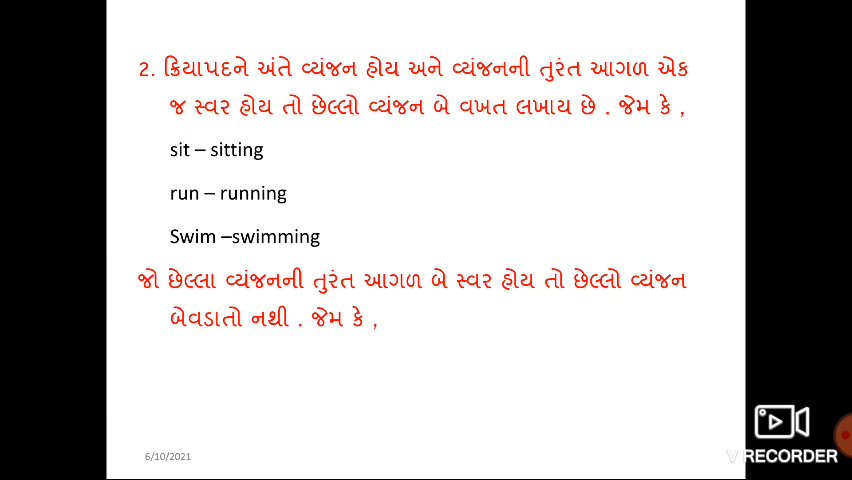 2. ક્રિયાપદને અંતે વ્યંજન હોય અને વ્યંજનની તુરંત આગળ એક
જ સ્વર હોય તો છેલ્લો વ્યંજન બે વખત લખાય છે . જેમ કે ,
sit – sitting
run – running
Swim –swimming
જો છેલ્લા વ્યંજનની તુરંત આગળ બે સ્વર હોય તો છેલ્લો વ્યંજન
બેવડાતો નથી . જેમ કે ,
6/10/2021
V RECORDER